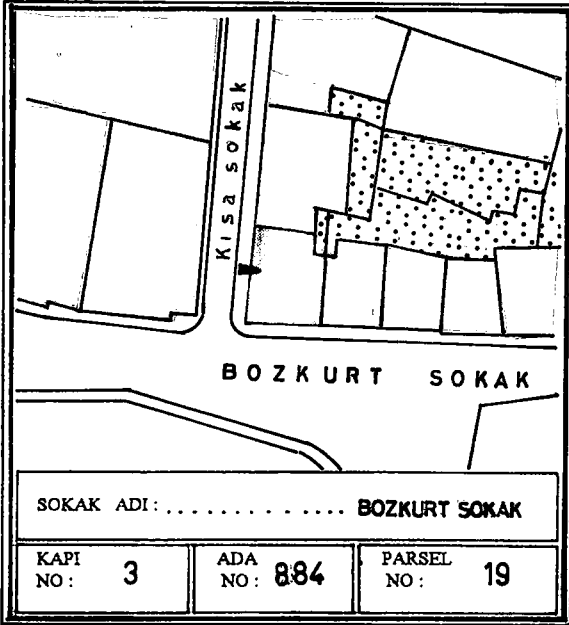 Kısa sokak
BOZKURT SOKAK
SOKAK ADI: .............. BOZKURT SOKAK
KAPI NO: 3
ADA NO: 884
PARSEL NO: 19